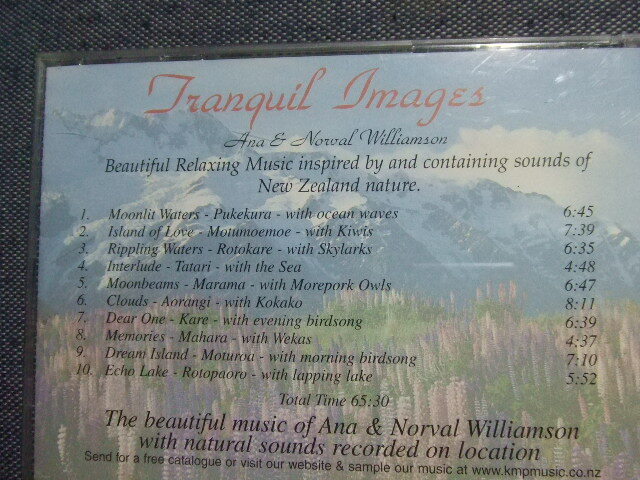 Tranquil Images
Ana & Norval Williamson
Beautiful Relaxing Music inspired by and containing sounds of
New Zealand nature.
1. Moonlit Waters - Pukekura - with ocean waves 6:45
2. Island of Love - Motumoemoe - with Kiwis 7:39
3. Rippling Waters - Rotokare - with Skylarks 6:35
4. Interlude - Tatari - with the Sea 4:48
5. Moonbeams - Marama - with Morepork Owls 6:47
6. Clouds - Aorangi - with Kokako 8:11
7. Dear One - Kare - with evening birdsong 6:39
8. Memories - Mahara - with Wekas 4:37
9. Dream Island - Moturoa - with morning birdsong 7:10
10. Echo Lake - Rotopaoro - with lapping lake 5:52
Total Time 65:30
The beautiful music of Ana & Norval Williamson
with natural sounds recorded on location
Send for a free catalogue or visit our website & sample our music at www.kmpmusic.co.nz